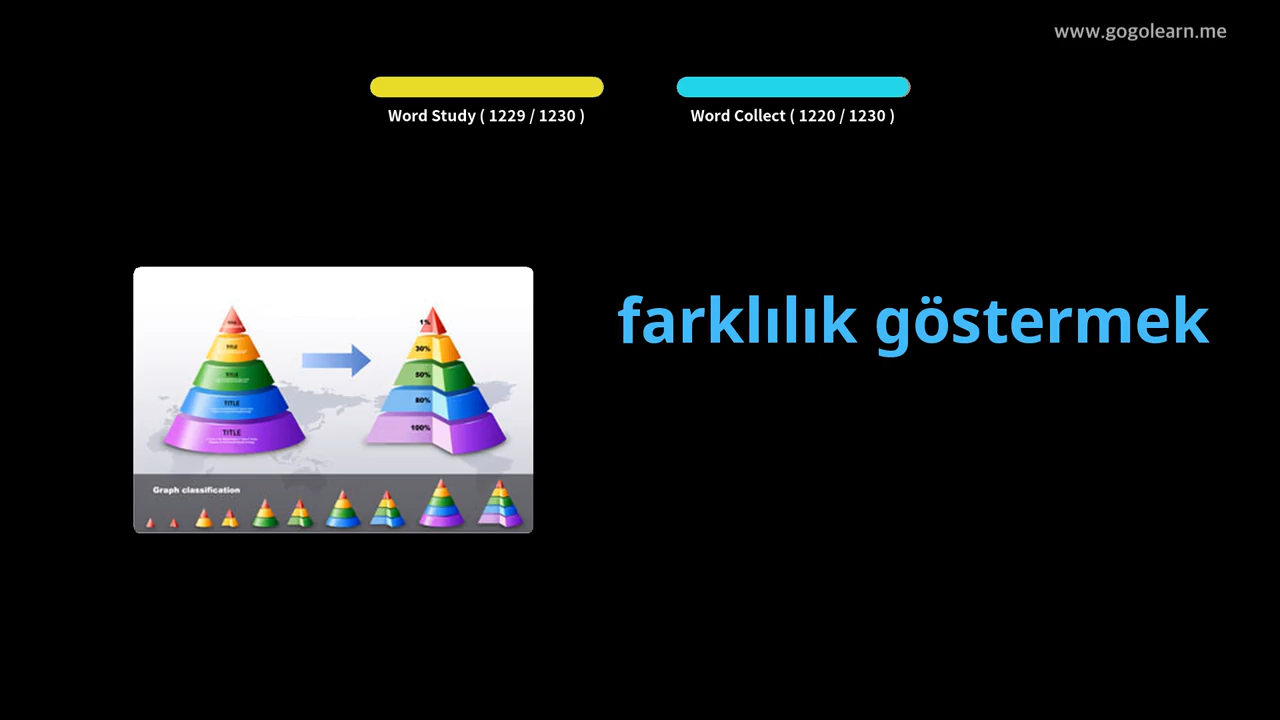 www.gogolearn.me
Word Study ( 1229 / 1230 )
Word Collect ( 1220 / 1230 )
farklılık göstermek
TITLE
TITLE
TITLE
TITLE
1%
30%
50%
80%
100%
Graph classification